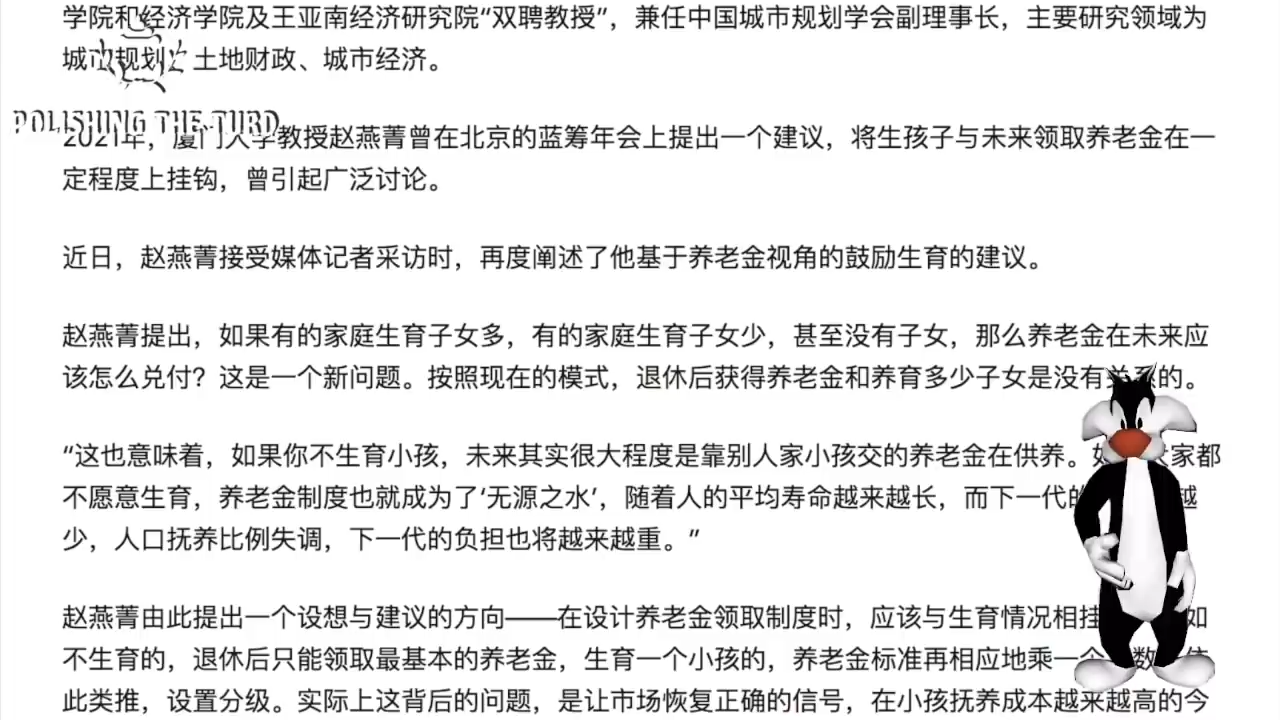 学院和经济学院及王亚南经济研究院“双聘教授”，兼任中国城市规划学会副理事长，主要研究领域为
城市规划、土地财政、城市经济。
POLISHING THE TURD
2021年，厦门大学教授赵燕菁曾在北京的蓝筹年会上提出一个建议，将生孩子与未来领取养老金在一
定程度上挂钩，曾引起广泛讨论。
近日，赵燕菁接受媒体记者采访时，再度阐述了他基于养老金视角的鼓励生育的建议。
赵燕菁提出，如果有的家庭生育子女多，有的家庭生育子女少，甚至没有子女，那么养老金在未来应
该怎么兑付？这是一个新问题。按照现在的模式，退休后获得养老金和养育多少子女是没有关系的。
“这也意味着，如果你不生育小孩，未来其实很大程度是靠别人家小孩交的养老金在供养。如 家都
不愿意生育，养老金制度也就成为了‘无源之水’，随着人的平均寿命越来越长，而下一代的 越
少，人口抚养比例失调，下一代的负担也将越来越重。”
赵燕菁由此提出一个设想与建议的方向——在设计养老金领取制度时，应该与生育情况相挂 如
不生育的，退休后只能领取最基本的养老金，生育一个小孩的，养老金标准再相应地乘一个 数 依
此类推，设置分级。实际上这背后的问题，是让市场恢复正确的信号，在小孩抚养成本越来越高的今